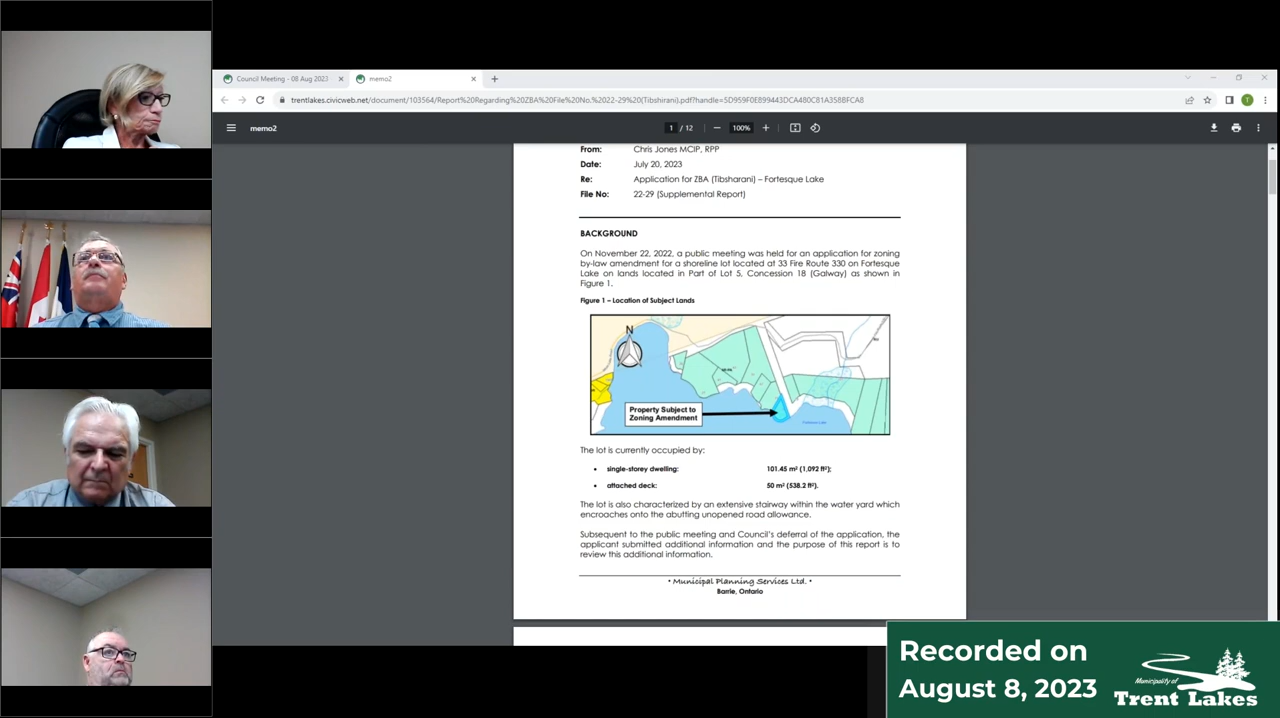 Council Meeting - 08 Aug 2023
memo2
trentlakes.civicweb.net/document/103564/Report%20Regarding%20ZBA%20File%20No.%202022-29%20(Tibshirani).pdf?handle=5D959F0E899443DCA480C81A3S8BFCA8
T
memo2
1 / 12
100%
From: Chris Jones MCIP, RPP
Date: July 20, 2023
Re: Application for ZBA (Tibsharani) – Fortesque Lake
File No: 22-29 (Supplemental Report)
BACKGROUND
On November 22, 2022, a public meeting was held for an application for zoning
by-law amendment for a shoreline lot located at 33 Fire Route 330 on Fortesque
Lake on lands located in Part of Lot 5, Concession 18 (Galway) as shown in
Figure 1.
Figure 1 – Location of Subject Lands
N
Property Subject to
Zoning Amendment
The lot is currently occupied by:
• single-storey dwelling: 101.45 m² (1,092 ft²);
• attached deck: 50 m² (538.2 ft²).
The lot is also characterized by an extensive stairway within the water yard which
encroaches onto the abutting unopened road allowance.
Subsequent to the public meeting and Council's deferral of the application, the
applicant submitted additional information and the purpose of this report is to
review this additional information.
• Municipal Planning Services Ltd. •
Barrie, Ontario
Recorded on
August 8, 2023
Municipality of
Trent Lakes